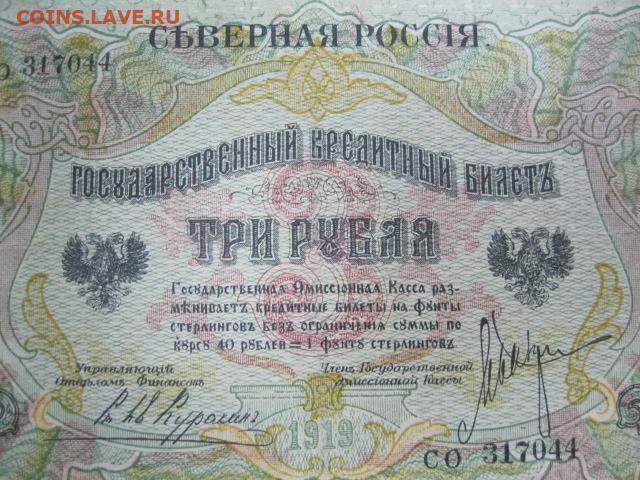 COINS.LAVE.RU
СѢВЕРНАЯ РОССІЯ.
СО 317044
ГОСУДАРСТВЕННЫЙ КРЕДИТНЫЙ БИЛЕТЪ
ТРИ РУБЛЯ
Государственная Эмиссіонная Касса раз-
мѣниваетъ кредитные билеты на фунты
стерлинговъ безъ ограниченія суммы по
курсу 40 рублей = 1 фунту стерлинговъ
Управляющій
Отдѣломъ Финансовъ
Членъ Государственной
Эмиссіонной Кассы
1919
СО 317044